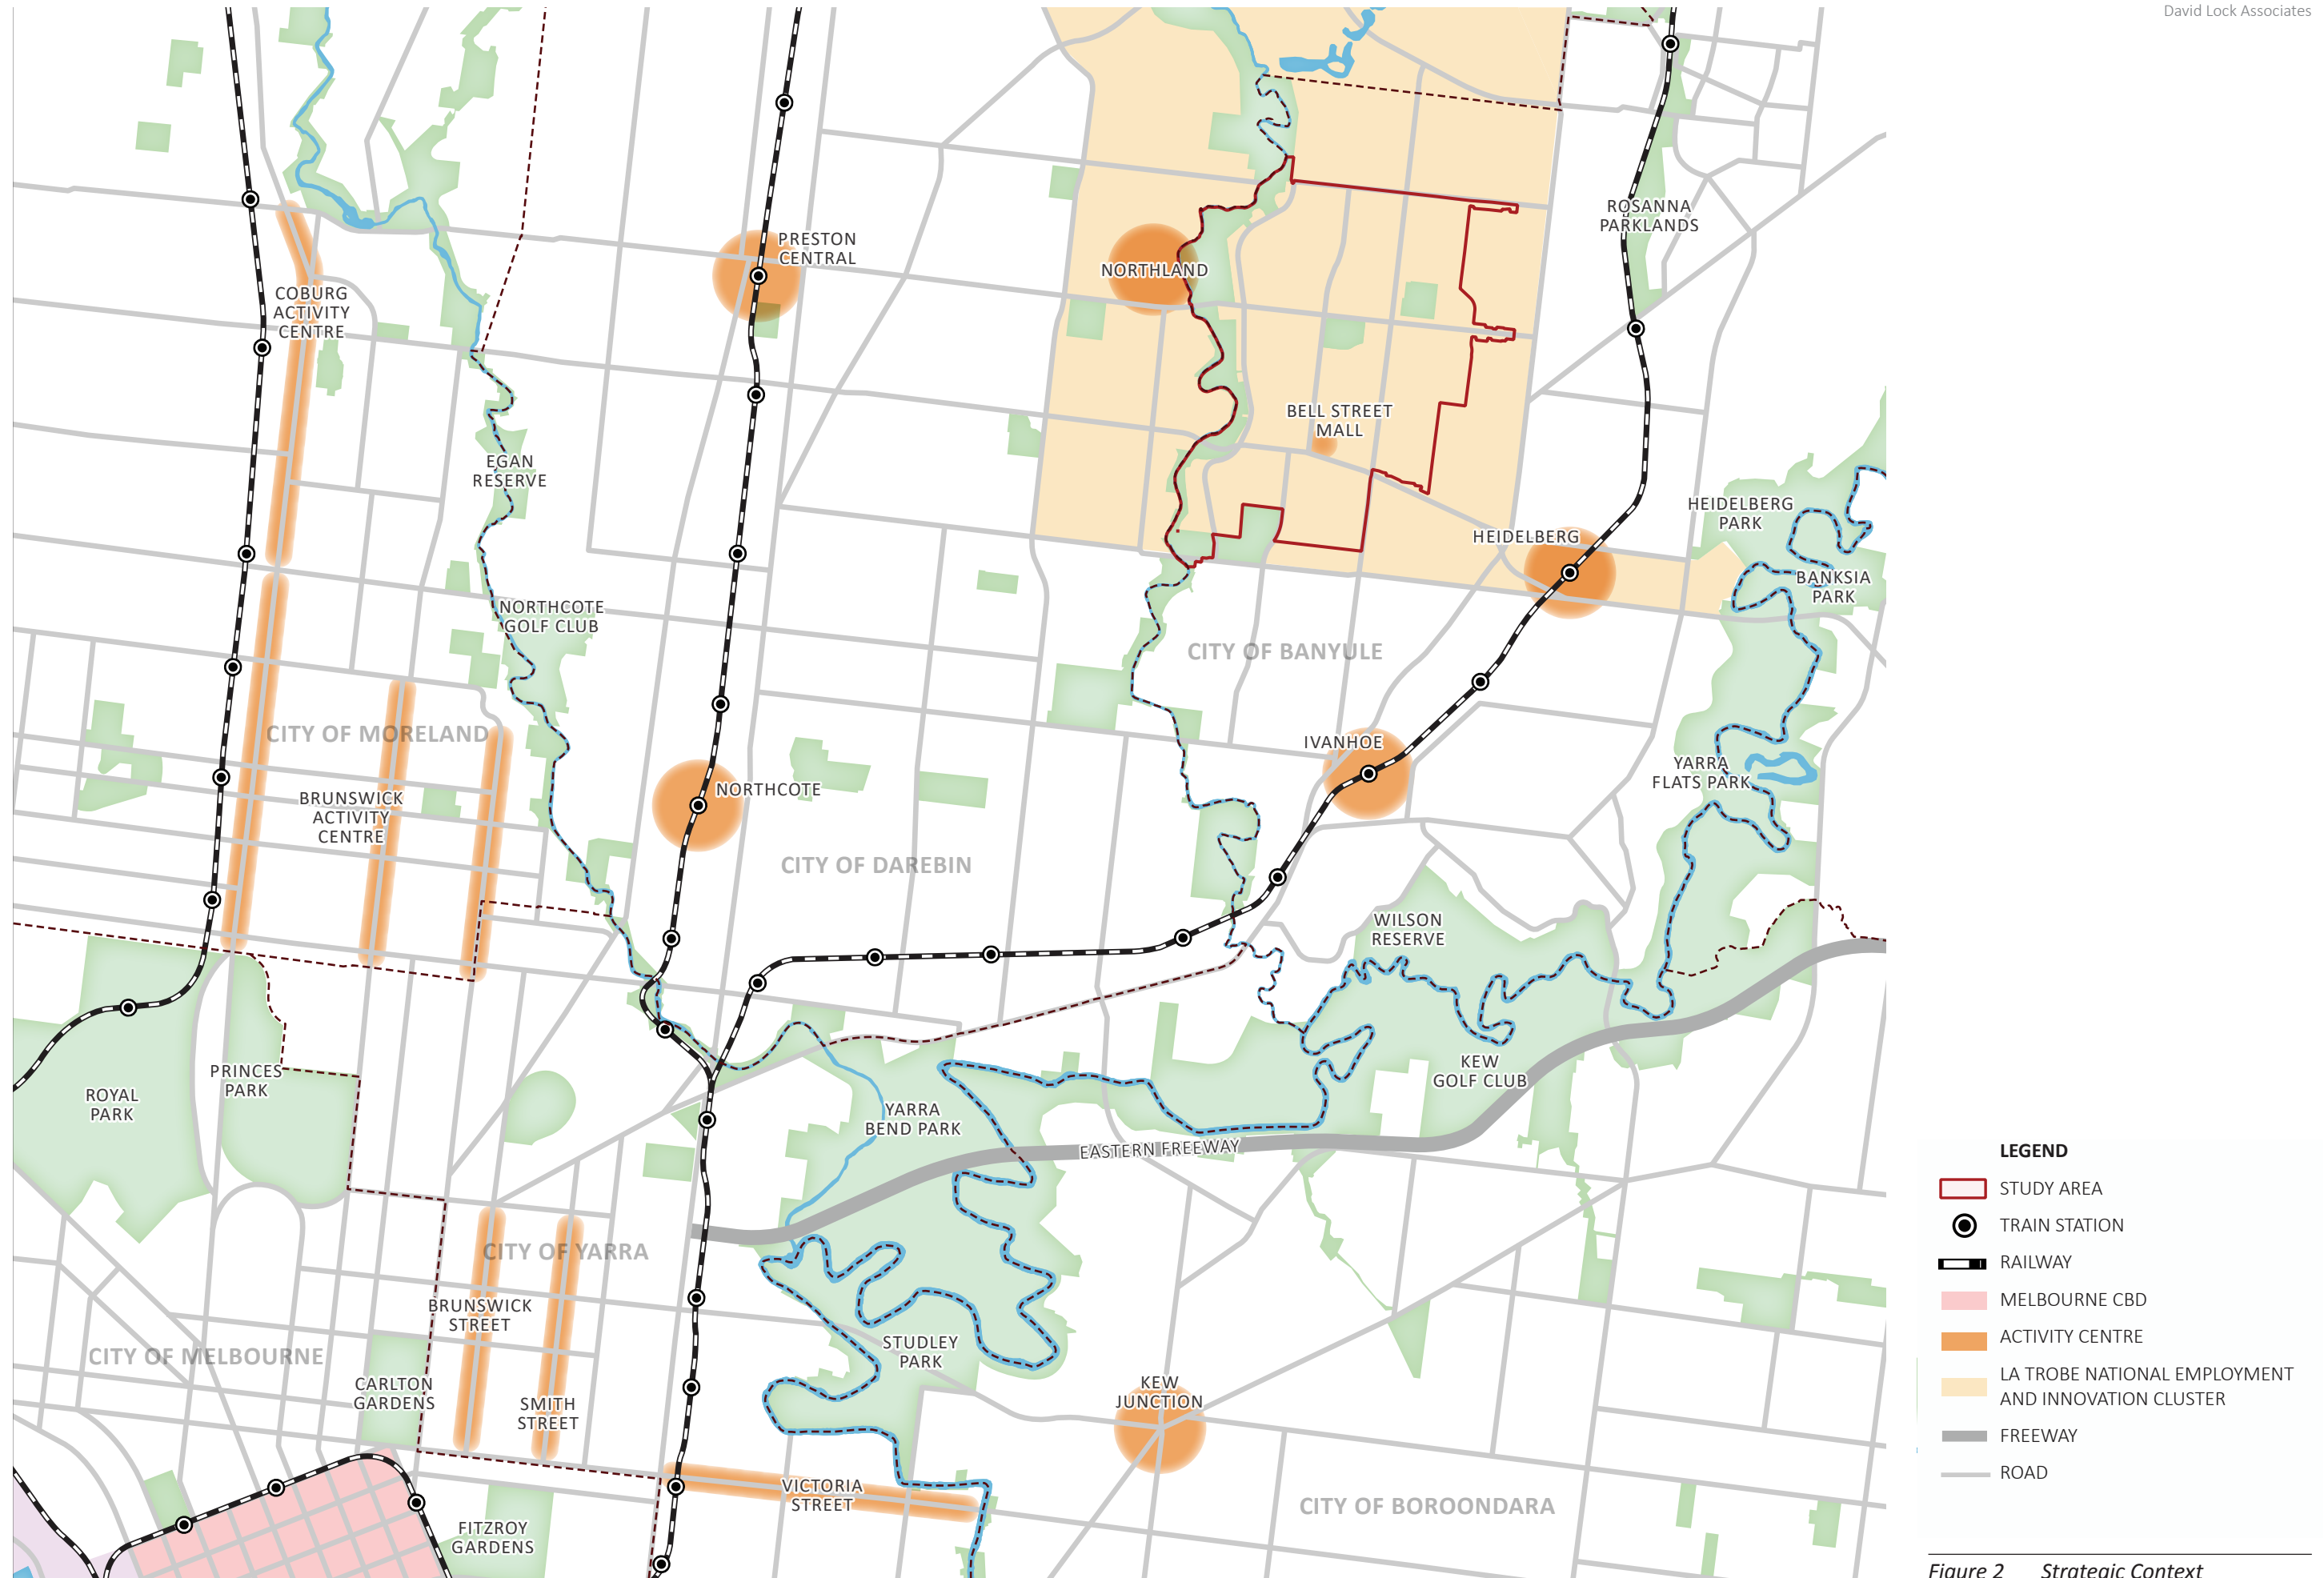 David Lock Associates
ROSANNA
PARKLANDS
PRESTON
CENTRAL
NORTHLAND
COBURG
ACTIVITY
CENTRE
BELL STREET
MALL
EGAN
RESERVE
HEIDELBERG
PARK
HEIDELBERG
BANKSIA
PARK
NORTHCOTE
GOLF CLUB
CITY OF BANYULE
CITY OF MORELAND
IVANHOE
YARRA
FLATS PARK
NORTHCOTE
BRUNSWICK
ACTIVITY
CENTRE
CITY OF DAREBIN
WILSON
RESERVE
KEW
GOLF CLUB
PRINCES
PARK
ROYAL
PARK
YARRA
BEND PARK
EASTERN FREEWAY
CITY OF YARRA
BRUNSWICK
STREET
STUDLEY
PARK
CITY OF MELBOURNE
CARLTON
GARDENS
SMITH
STREET
KEW
JUNCTION
VICTORIA
STREET
CITY OF BOROONDARA
FITZROY
GARDENS
LEGEND
STUDY AREA
TRAIN STATION
RAILWAY
MELBOURNE CBD
ACTIVITY CENTRE
LA TROBE NATIONAL EMPLOYMENT
AND INNOVATION CLUSTER
FREEWAY
ROAD
Figure 2 Strategic Context